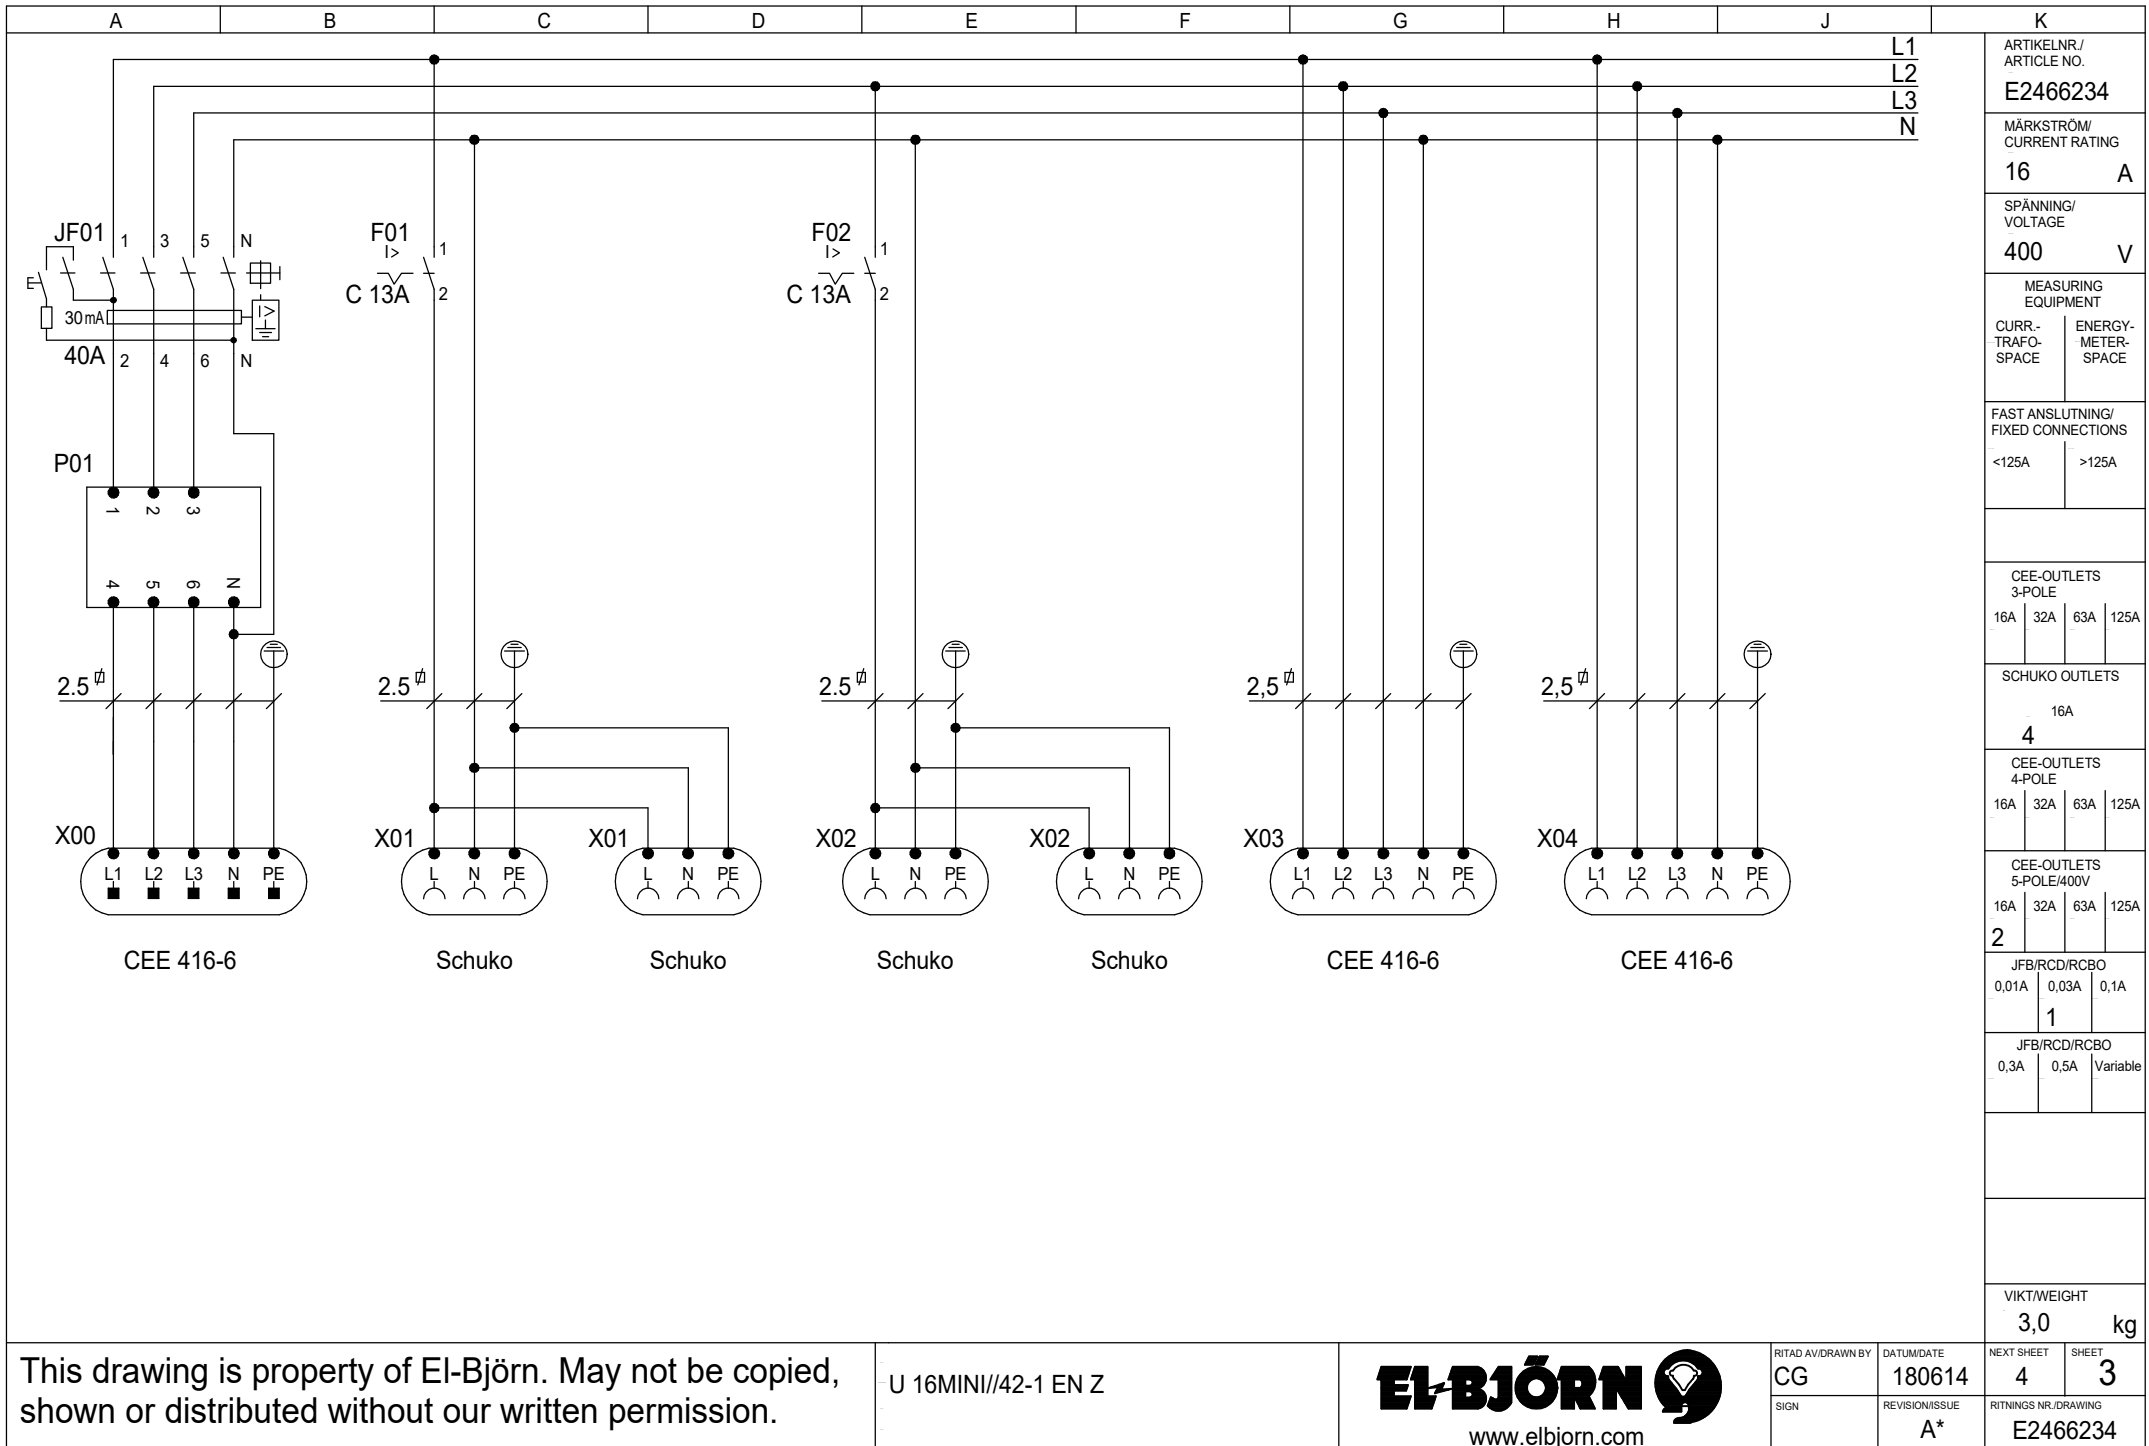 A B C D E F G H J K
L1
L2
L3
N
JF01 1 3 5 N
30mA
I>
40A 2 4 6 N
F01 1
I>
C 13A 2
F02 1
I>
C 13A 2
P01
1 2 3
4 5 6 N
2.5 2.5 2.5 2,5 2,5
X00 X01 X01 X02 X02 X03 X04
L1 L2 L3 N PE L N PE L N PE L N PE L N PE L1 L2 L3 N PE L1 L2 L3 N PE
CEE 416-6 Schuko Schuko Schuko Schuko CEE 416-6 CEE 416-6
ARTIKELNR./
ARTICLE NO.
E2466234
MÄRKSTRÖM/
CURRENT RATING
16 A
SPÄNNING/
VOLTAGE
400 V
MEASURING
EQUIPMENT
CURR.- ENERGY-
TRAFO- METER-
SPACE SPACE
FAST ANSLUTNING/
FIXED CONNECTIONS
<125A >125A
CEE-OUTLETS
3-POLE
16A 32A 63A 125A
SCHUKO OUTLETS
16A
4
CEE-OUTLETS
4-POLE
16A 32A 63A 125A
CEE-OUTLETS
5-POLE/400V
16A 32A 63A 125A
2
JFB/RCD/RCBO
0,01A 0,03A 0,1A
1
JFB/RCD/RCBO
0,3A 0,5A Variable
VIKT/WEIGHT
3,0 kg
This drawing is property of El-Björn. May not be copied,
shown or distributed without our written permission.
U 16MINI//42-1 EN Z
EL-BJÖRN
www.elbjorn.com
RITAD AV/DRAWN BY DATUM/DATE NEXT SHEET SHEET
CG 180614 4 3
SIGN REVISION/ISSUE RITNINGS NR./DRAWING
A* E2466234